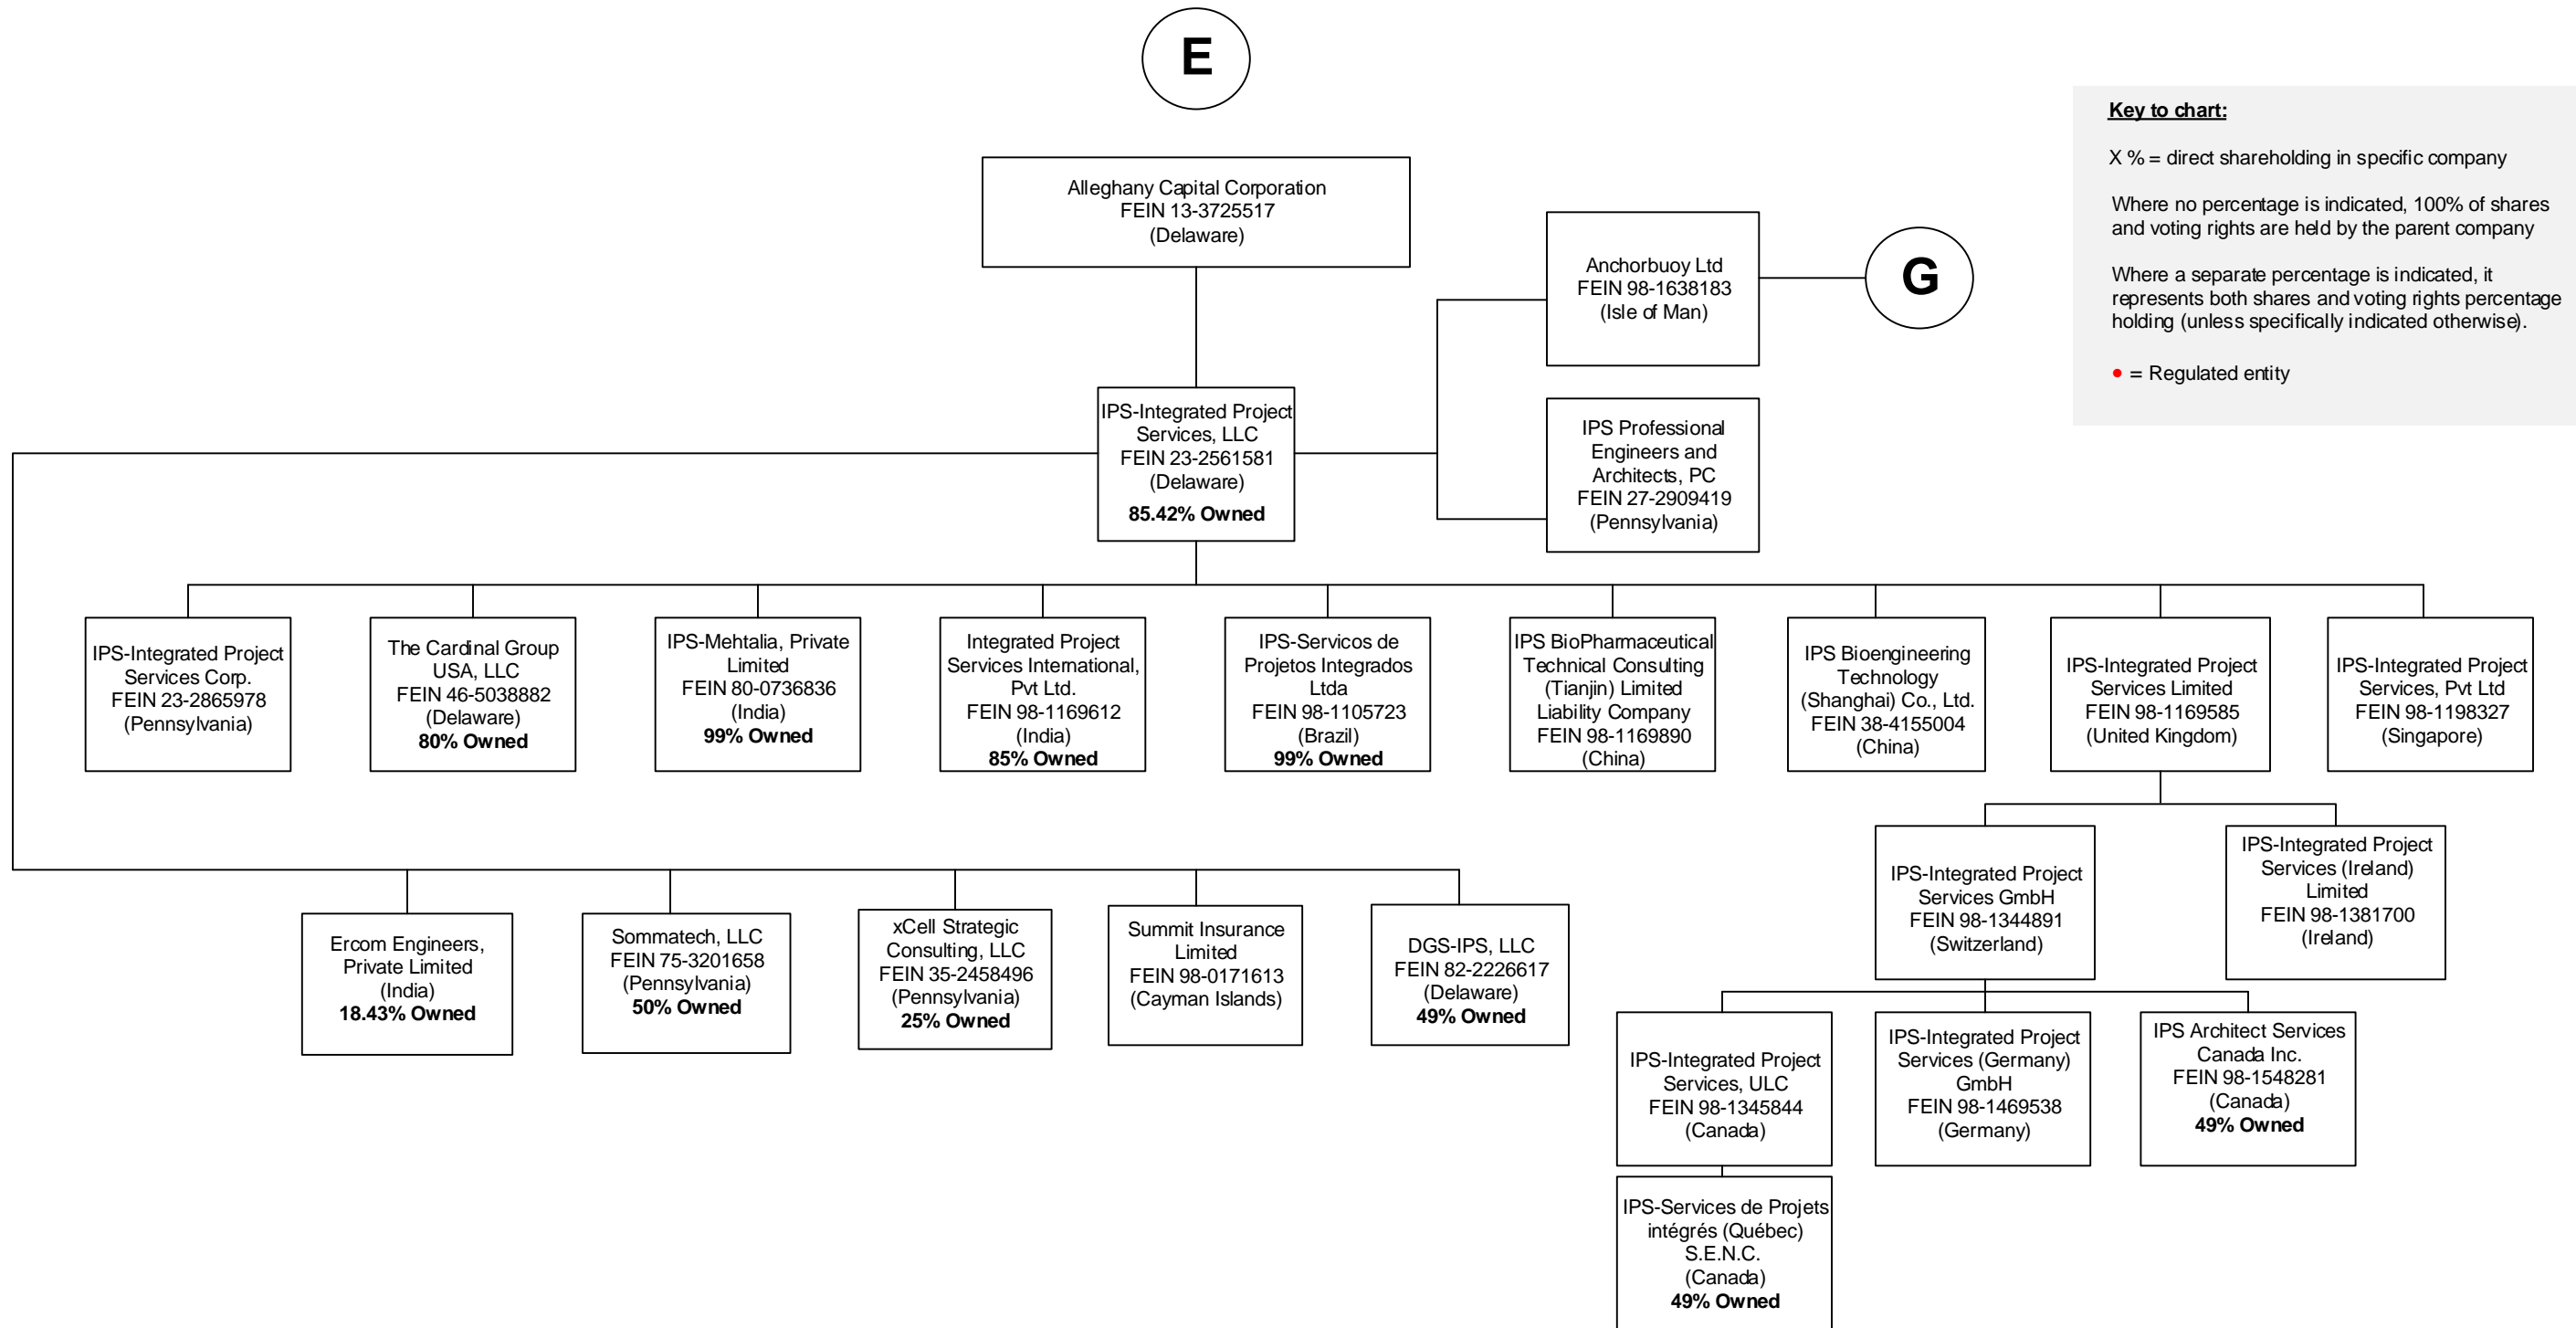 E
Key to chart:
X % = direct shareholding in specific company
Where no percentage is indicated, 100% of shares
and voting rights are held by the parent company
Where a separate percentage is indicated, it
represents both shares and voting rights percentage
holding (unless specifically indicated otherwise).
• = Regulated entity
Alleghany Capital Corporation
FEIN 13-3725517
(Delaware)
Anchorbuoy Ltd
FEIN 98-1638183
(Isle of Man)
G
IPS-Integrated Project
Services, LLC
FEIN 23-2561581
(Delaware)
85.42% Owned
IPS Professional
Engineers and
Architects, PC
FEIN 27-2909419
(Pennsylvania)
IPS-Integrated Project
Services Corp.
FEIN 23-2865978
(Pennsylvania)
The Cardinal Group
USA, LLC
FEIN 46-5038882
(Delaware)
80% Owned
IPS-Mehtalia, Private
Limited
FEIN 80-0736836
(India)
99% Owned
Integrated Project
Services International,
Pvt Ltd.
FEIN 98-1169612
(India)
85% Owned
IPS-Servicos de
Projetos Integrados
Ltda
FEIN 98-1105723
(Brazil)
99% Owned
IPS BioPharmaceutical
Technical Consulting
(Tianjin) Limited
Liability Company
FEIN 98-1169890
(China)
IPS Bioengineering
Technology
(Shanghai) Co., Ltd.
FEIN 38-4155004
(China)
IPS-Integrated Project
Services Limited
FEIN 98-1169585
(United Kingdom)
IPS-Integrated Project
Services, Pvt Ltd
FEIN 98-1198327
(Singapore)
IPS-Integrated Project
Services GmbH
FEIN 98-1344891
(Switzerland)
IPS-Integrated Project
Services (Ireland)
Limited
FEIN 98-1381700
(Ireland)
Ercom Engineers,
Private Limited
(India)
18.43% Owned
Sommatech, LLC
FEIN 75-3201658
(Pennsylvania)
50% Owned
xCell Strategic
Consulting, LLC
FEIN 35-2458496
(Pennsylvania)
25% Owned
Summit Insurance
Limited
FEIN 98-0171613
(Cayman Islands)
DGS-IPS, LLC
FEIN 82-2226617
(Delaware)
49% Owned
IPS-Integrated Project
Services, ULC
FEIN 98-1345844
(Canada)
IPS-Integrated Project
Services (Germany)
GmbH
FEIN 98-1469538
(Germany)
IPS Architect Services
Canada Inc.
FEIN 98-1548281
(Canada)
49% Owned
IPS-Services de Projets
intégrés (Québec)
S.E.N.C.
(Canada)
49% Owned